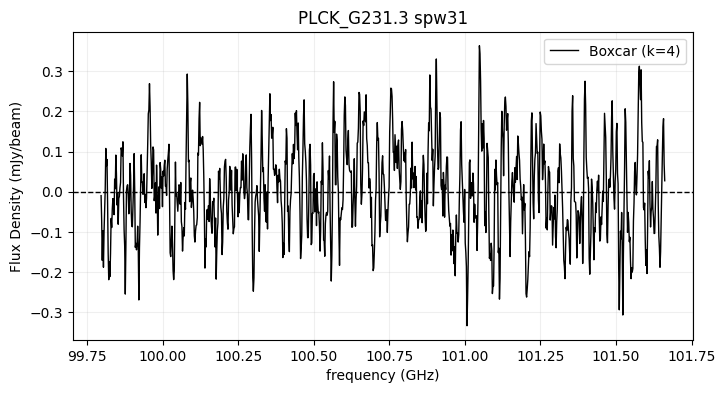 PLCK_G231.3 spw31
Boxcar (k=4)
Flux Density (mJy/beam)
0.3
0.2
0.1
0.0
−0.1
−0.2
−0.3
99.75 100.00 100.25 100.50 100.75 101.00 101.25 101.50 101.75
frequency (GHz)